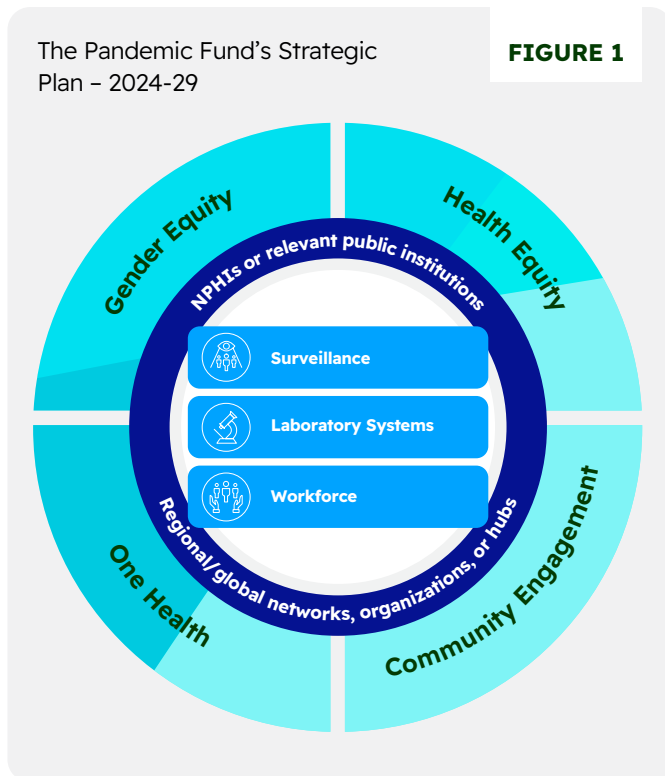 The Pandemic Fund’s Strategic
Plan – 2024-29
FIGURE 1
Gender Equity
Health Equity
NPHIs or relevant public institutions
Surveillance
Laboratory Systems
Workforce
Regional/global networks, organizations, or hubs
One Health
Community Engagement